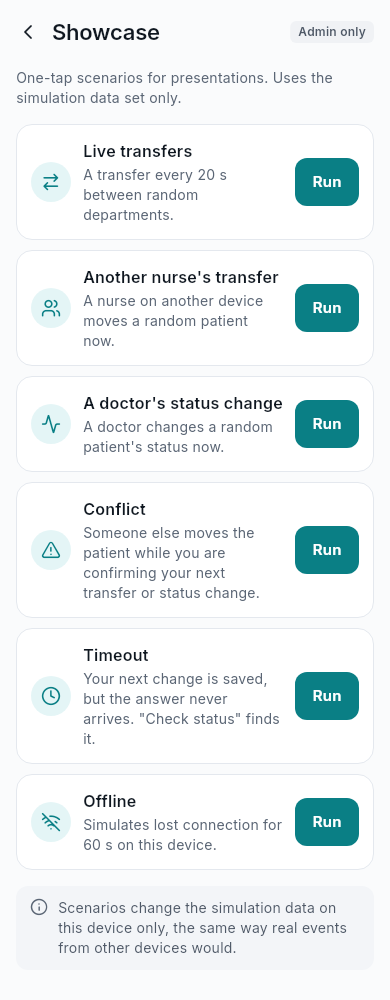 Showcase
Admin only
One-tap scenarios for presentations. Uses the
simulation data set only.
Live transfers
A transfer every 20 s
between random
departments.
Run
Another nurse's transfer
A nurse on another device
moves a random patient
now.
Run
A doctor's status change
A doctor changes a random
patient's status now.
Run
Conflict
Someone else moves the
patient while you are
confirming your next
transfer or status change.
Run
Timeout
Your next change is saved,
but the answer never
arrives. "Check status" finds
it.
Run
Offline
Simulates lost connection for
60 s on this device.
Run
Scenarios change the simulation data on
this device only, the same way real events
from other devices would.